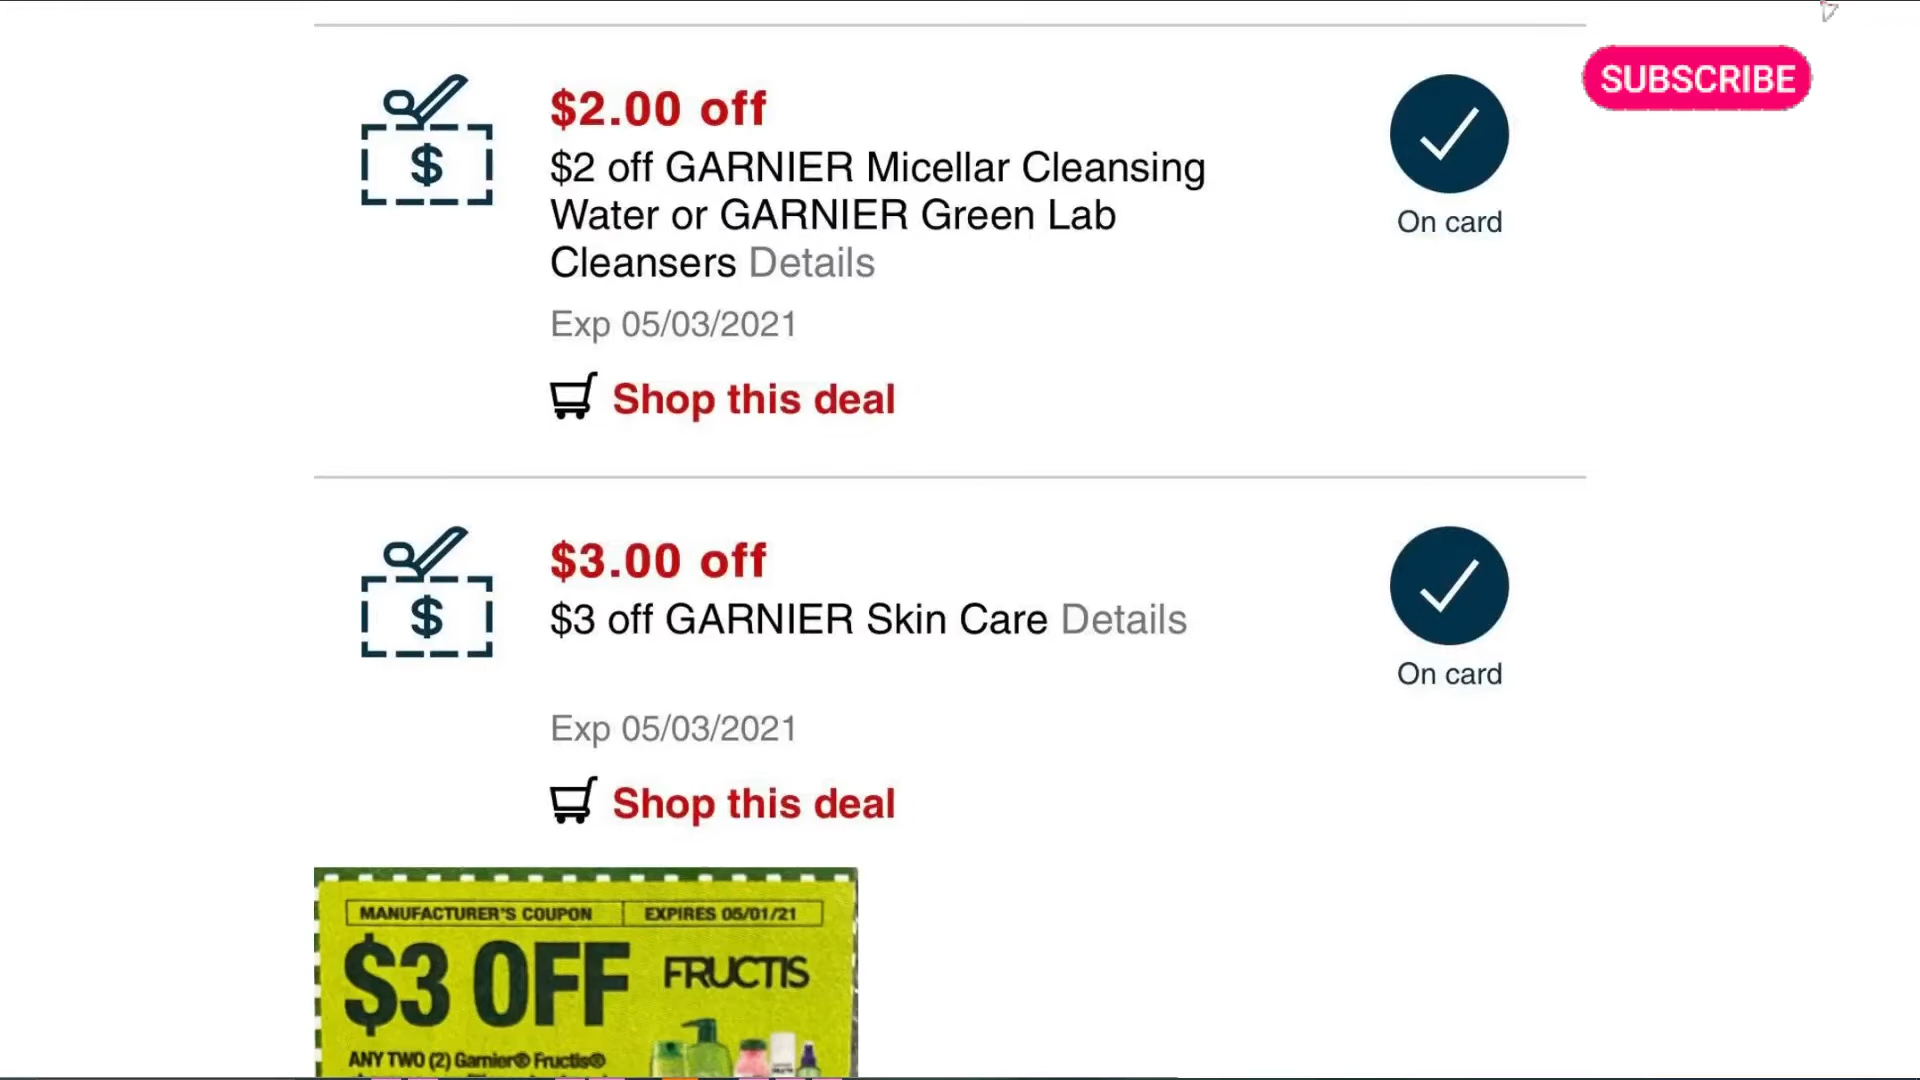 SUBSCRIBE
$2.00 off
$2 off GARNIER Micellar Cleansing
Water or GARNIER Green Lab
Cleansers Details
Exp 05/03/2021
Shop this deal
On card
$3.00 off
$3 off GARNIER Skin Care Details
Exp 05/03/2021
Shop this deal
On card
MANUFACTURER'S COUPON EXPIRES 05/01/21
$3 OFF FRUCTIS
ANY TWO (2) Garnier® Fructis®